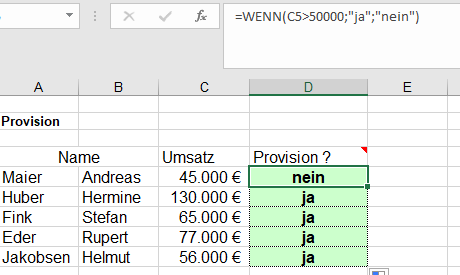 fx =WENN(C5>50000;"ja";"nein")
A B C D E
Provision
Name Umsatz Provision ?
Maier Andreas 45.000 € nein
Huber Hermine 130.000 € ja
Fink Stefan 65.000 € ja
Eder Rupert 77.000 € ja
Jakobsen Helmut 56.000 € ja